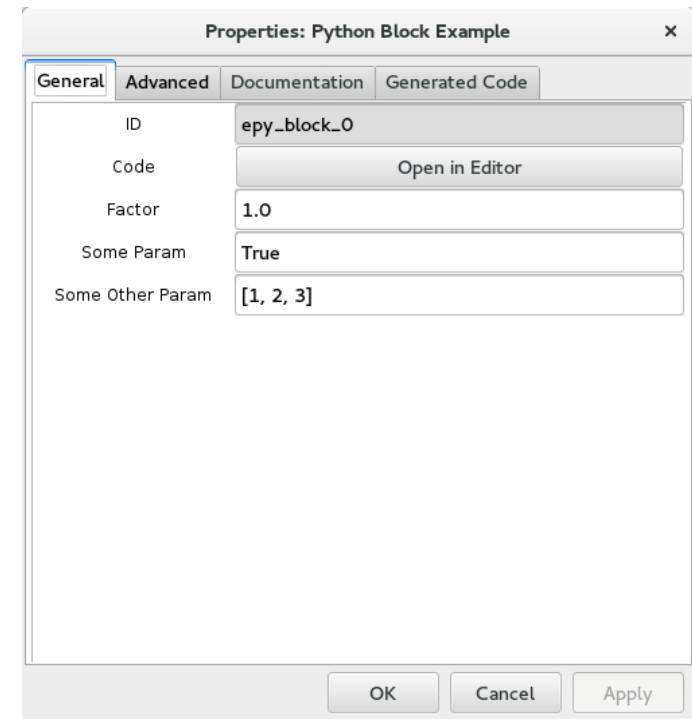 Properties: Python Block Example ×
General Advanced Documentation Generated Code
ID epy_block_0
Code Open in Editor
Factor 1.0
Some Param True
Some Other Param [1, 2, 3]
OK Cancel Apply